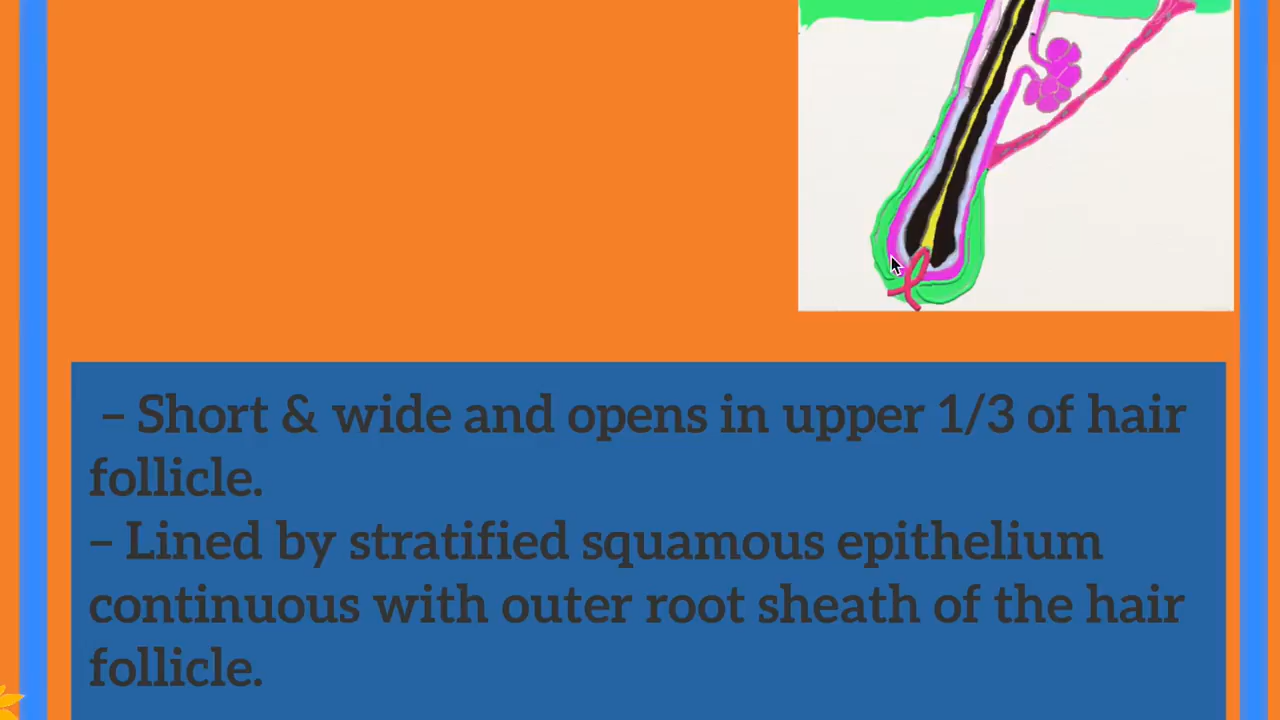 – Short & wide and opens in upper 1/3 of hair
follicle.
– Lined by stratified squamous epithelium
continuous with outer root sheath of the hair
follicle.